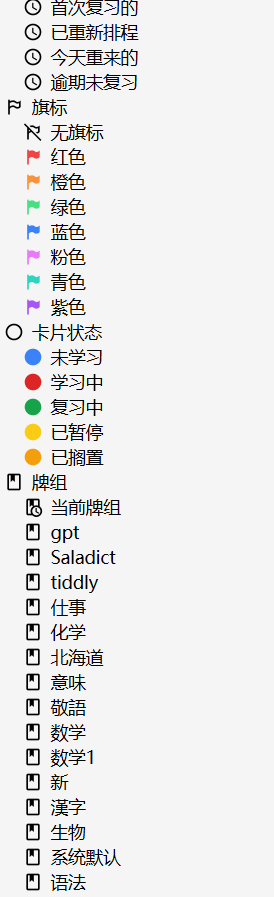 首次复习的
已重新排程
今天重来的
逾期未复习
旗标
无旗标
红色
橙色
绿色
蓝色
粉色
青色
紫色
卡片状态
未学习
学习中
复习中
已暂停
已搁置
牌组
当前牌组
gpt
Saladict
tiddly
仕事
化学
北海道
意味
敬語
数学
数学1
新
漢字
生物
系统默认
语法